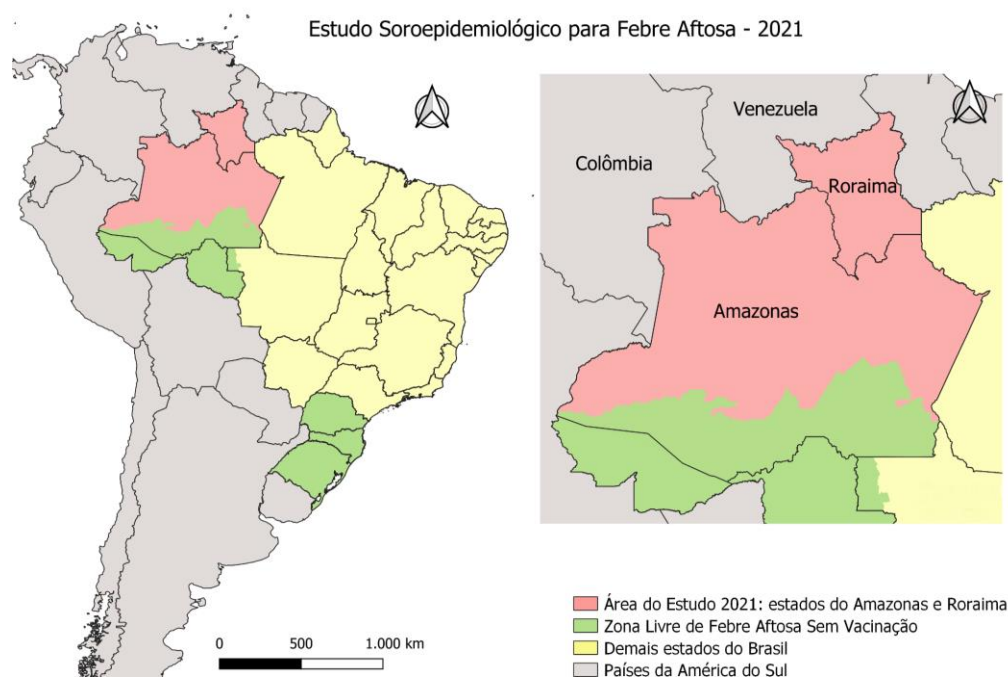 Estudo Soroepidemiológico para Febre Aftosa - 2021
Venezuela
Colômbia
Roraima
Amazonas
0 500 1.000 km
Área do Estudo 2021: estados do Amazonas e Roraima
Zona Livre de Febre Aftosa Sem Vacinação
Demais estados do Brasil
Países da América do Sul